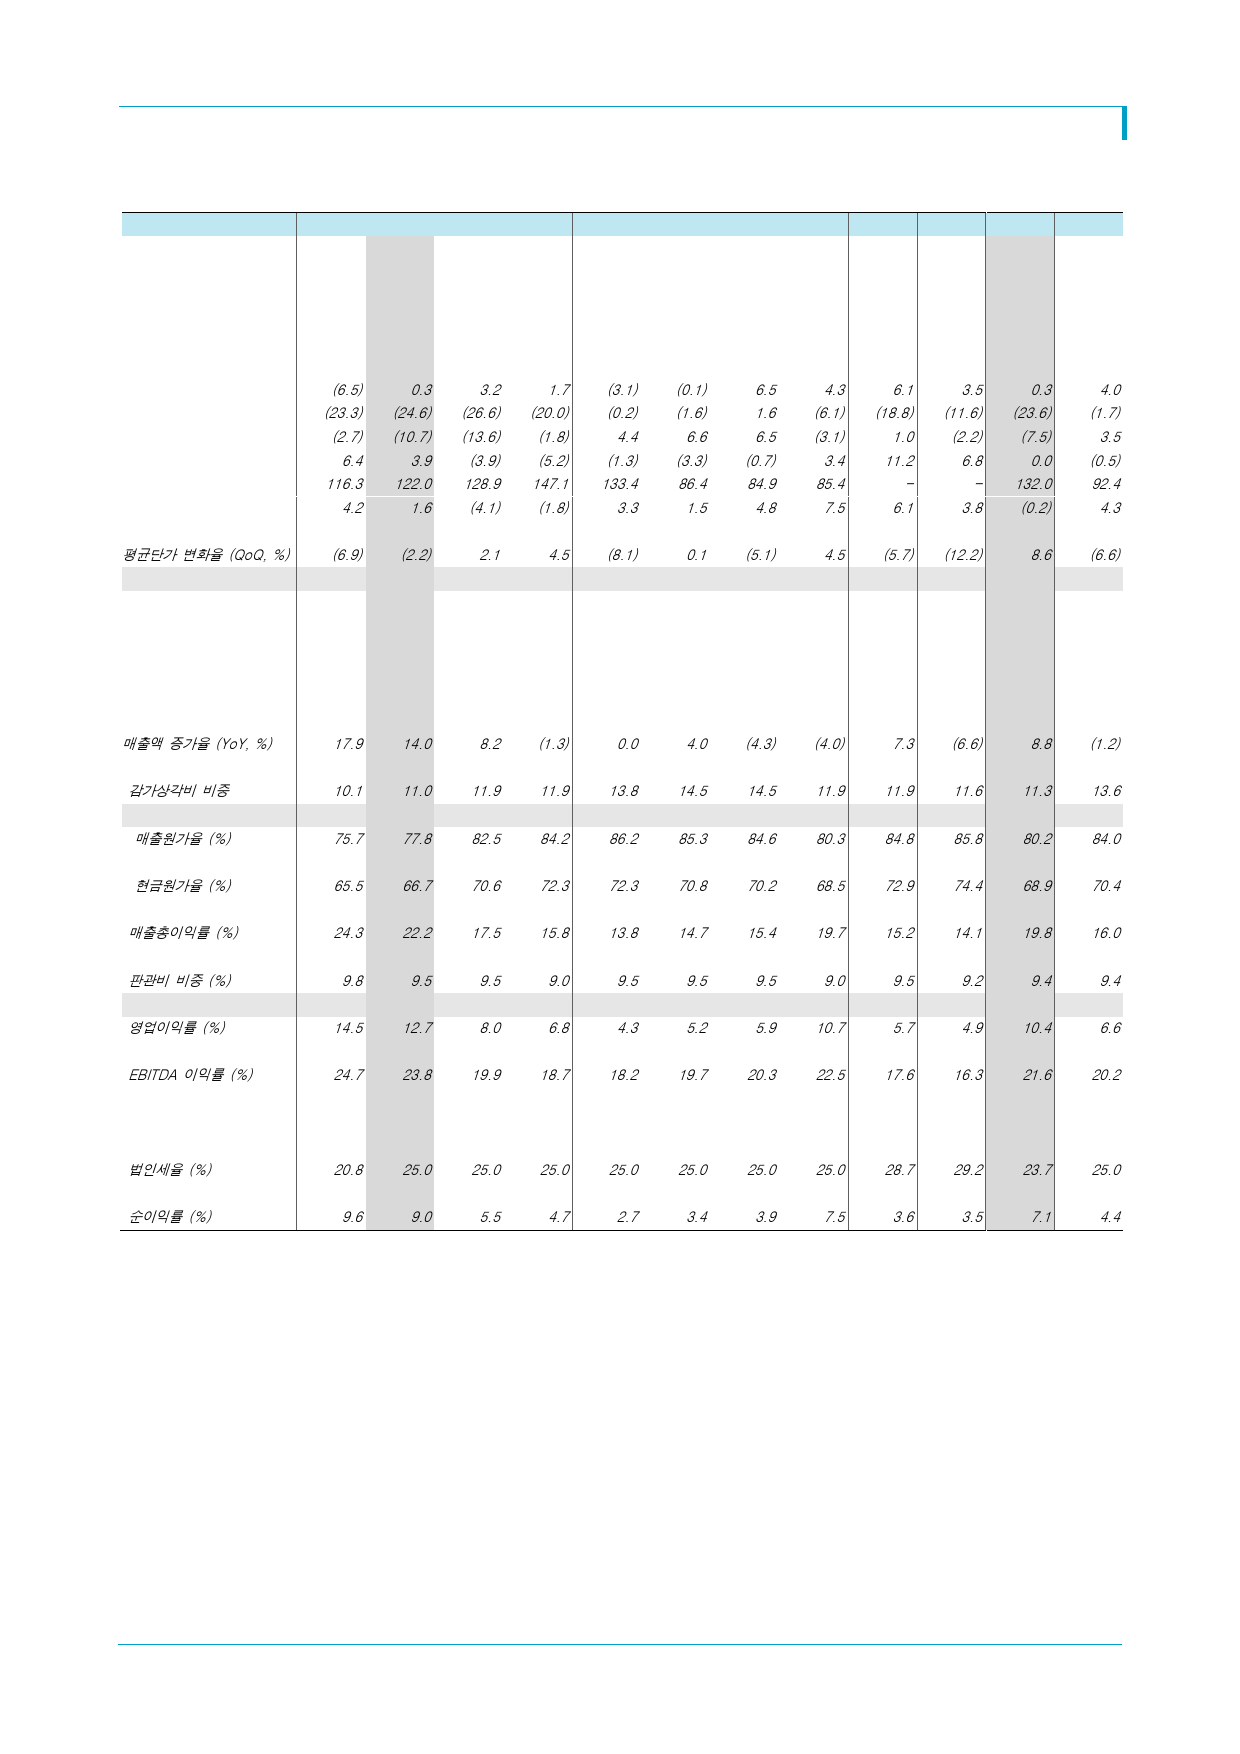 (6.5) 0.3 3.2 1.7 (3.1) (0.1) 6.5 4.3 6.1 3.5 0.3 4.0
(23.3) (24.6) (26.6) (20.0) (0.2) (1.6) 1.6 (6.1) (18.8) (11.6) (23.6) (1.7)
(2.7) (10.7) (13.6) (1.8) 4.4 6.6 6.5 (3.1) 1.0 (2.2) (7.5) 3.5
6.4 3.9 (3.9) (5.2) (1.3) (3.3) (0.7) 3.4 11.2 6.8 0.0 (0.5)
116.3 122.0 128.9 147.1 133.4 86.4 84.9 85.4 - - 132.0 92.4
4.2 1.6 (4.1) (1.8) 3.3 1.5 4.8 7.5 6.1 3.8 (0.2) 4.3
평균단가 변화율 (QoQ, %) (6.9) (2.2) 2.1 4.5 (8.1) 0.1 (5.1) 4.5 (5.7) (12.2) 8.6 (6.6)
매출액 증가율 (YoY, %) 17.9 14.0 8.2 (1.3) 0.0 4.0 (4.3) (4.0) 7.3 (6.6) 8.8 (1.2)
감가상각비 비중 10.1 11.0 11.9 11.9 13.8 14.5 14.5 11.9 11.9 11.6 11.3 13.6
매출원가율 (%) 75.7 77.8 82.5 84.2 86.2 85.3 84.6 80.3 84.8 85.8 80.2 84.0
현금원가율 (%) 65.5 66.7 70.6 72.3 72.3 70.8 70.2 68.5 72.9 74.4 68.9 70.4
매출총이익률 (%) 24.3 22.2 17.5 15.8 13.8 14.7 15.4 19.7 15.2 14.1 19.8 16.0
판관비 비중 (%) 9.8 9.5 9.5 9.0 9.5 9.5 9.5 9.0 9.5 9.2 9.4 9.4
영업이익률 (%) 14.5 12.7 8.0 6.8 4.3 5.2 5.9 10.7 5.7 4.9 10.4 6.6
EBITDA 이익률 (%) 24.7 23.8 19.9 18.7 18.2 19.7 20.3 22.5 17.6 16.3 21.6 20.2
법인세율 (%) 20.8 25.0 25.0 25.0 25.0 25.0 25.0 25.0 28.7 29.2 23.7 25.0
순이익률 (%) 9.6 9.0 5.5 4.7 2.7 3.4 3.9 7.5 3.6 3.5 7.1 4.4